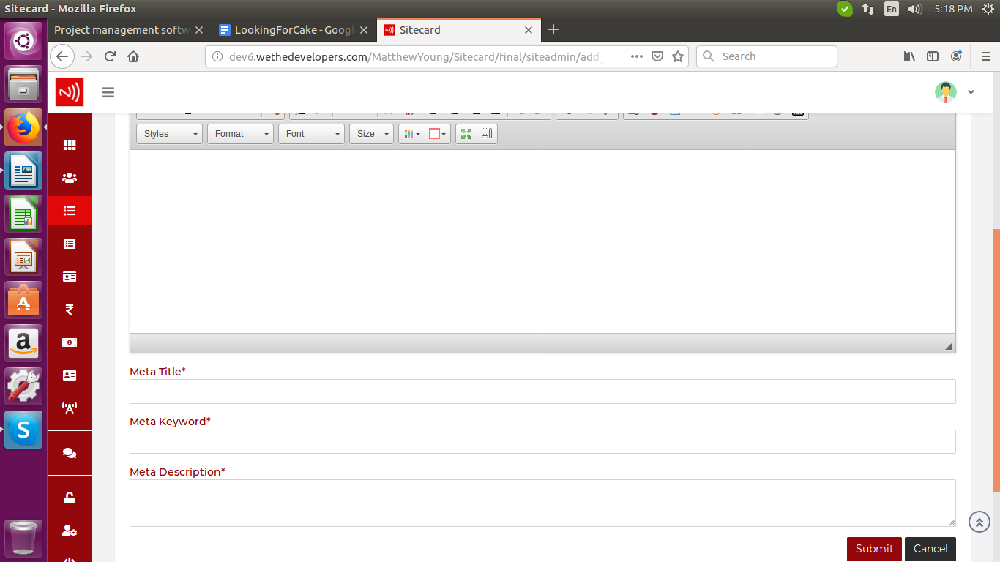 Sitecard - Mozilla Firefox
En
5:18 PM
Project management softw
LookingForCake - Googl
Sitecard
dev6.wethedevelopers.com/MatthewYoung/Sitecard/final/siteadmin/add_
Search
Styles
Format
Font
Size
Meta Title*
Meta Keyword*
Meta Description*
Submit
Cancel